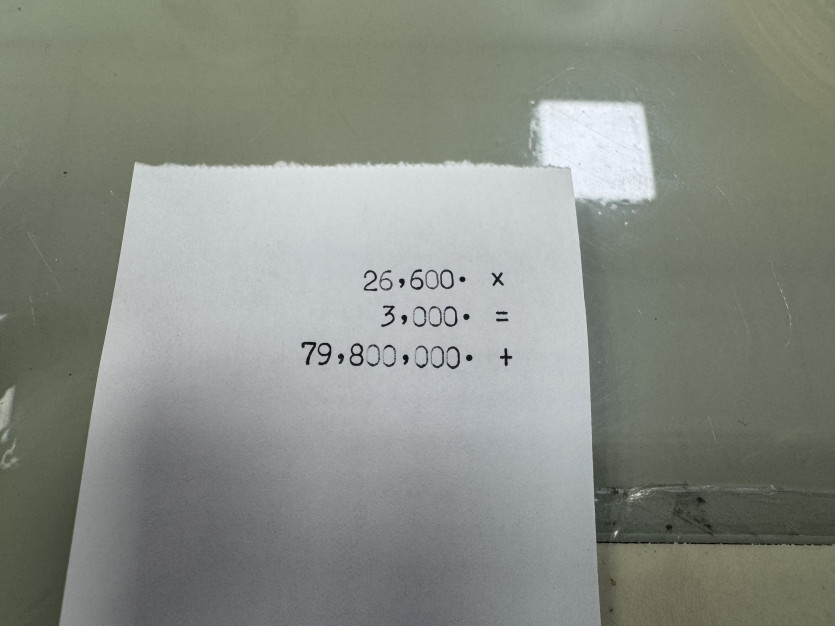 26,600. x
3,000. =
79,800,000. +